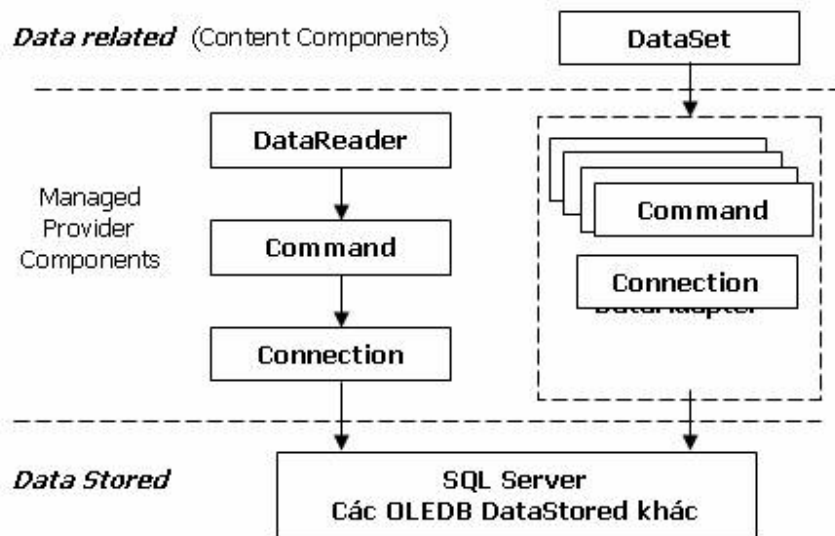 Data related (Content Components)
DataSet
DataReader
Managed
Provider
Components
Command
Command
Connection
DataAdapter
Connection
Data Stored
SQL Server
Các OLEDB DataStored khác